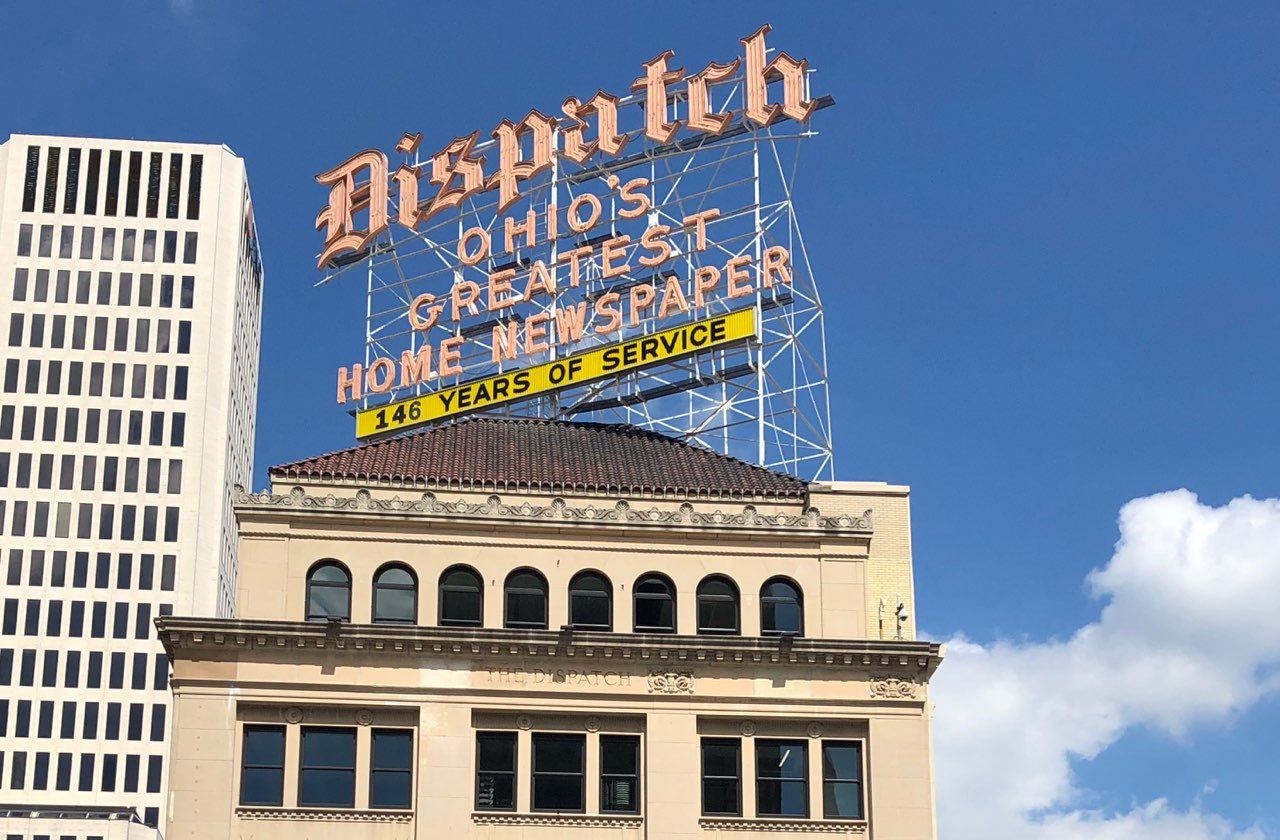 Dispatch
OHIO'S
GREATEST
HOME NEWSPAPER
146 YEARS OF SERVICE
THE DISPATCH